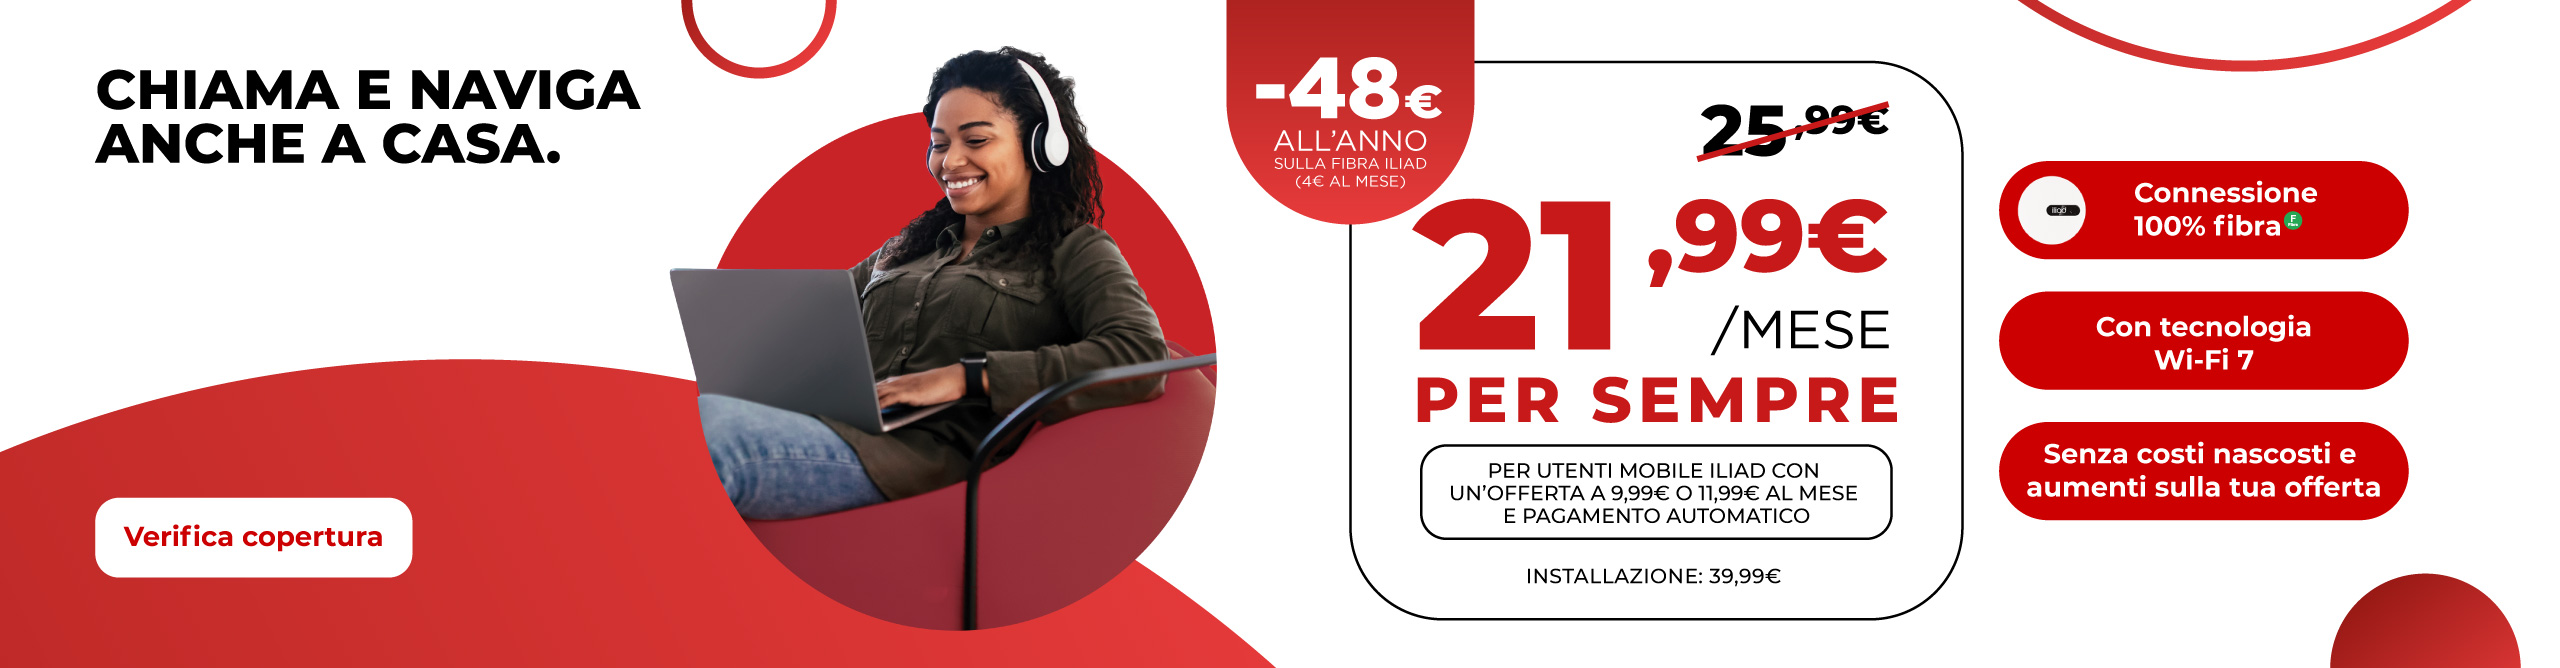 CHIAMA E NAVIGA
ANCHE A CASA.
Verifica copertura
-48€
ALL'ANNO
SULLA FIBRA ILIAD
(4€ AL MESE)
25,99€
21,99€
/MESE
PER SEMPRE
PER UTENTI MOBILE ILIAD CON
UN'OFFERTA A 9,99€ O 11,99€ AL MESE
E PAGAMENTO AUTOMATICO
INSTALLAZIONE: 39,99€
iliad
Connessione
100% fibra
F
Con tecnologia
Wi-Fi 7
Senza costi nascosti e
aumenti sulla tua offerta